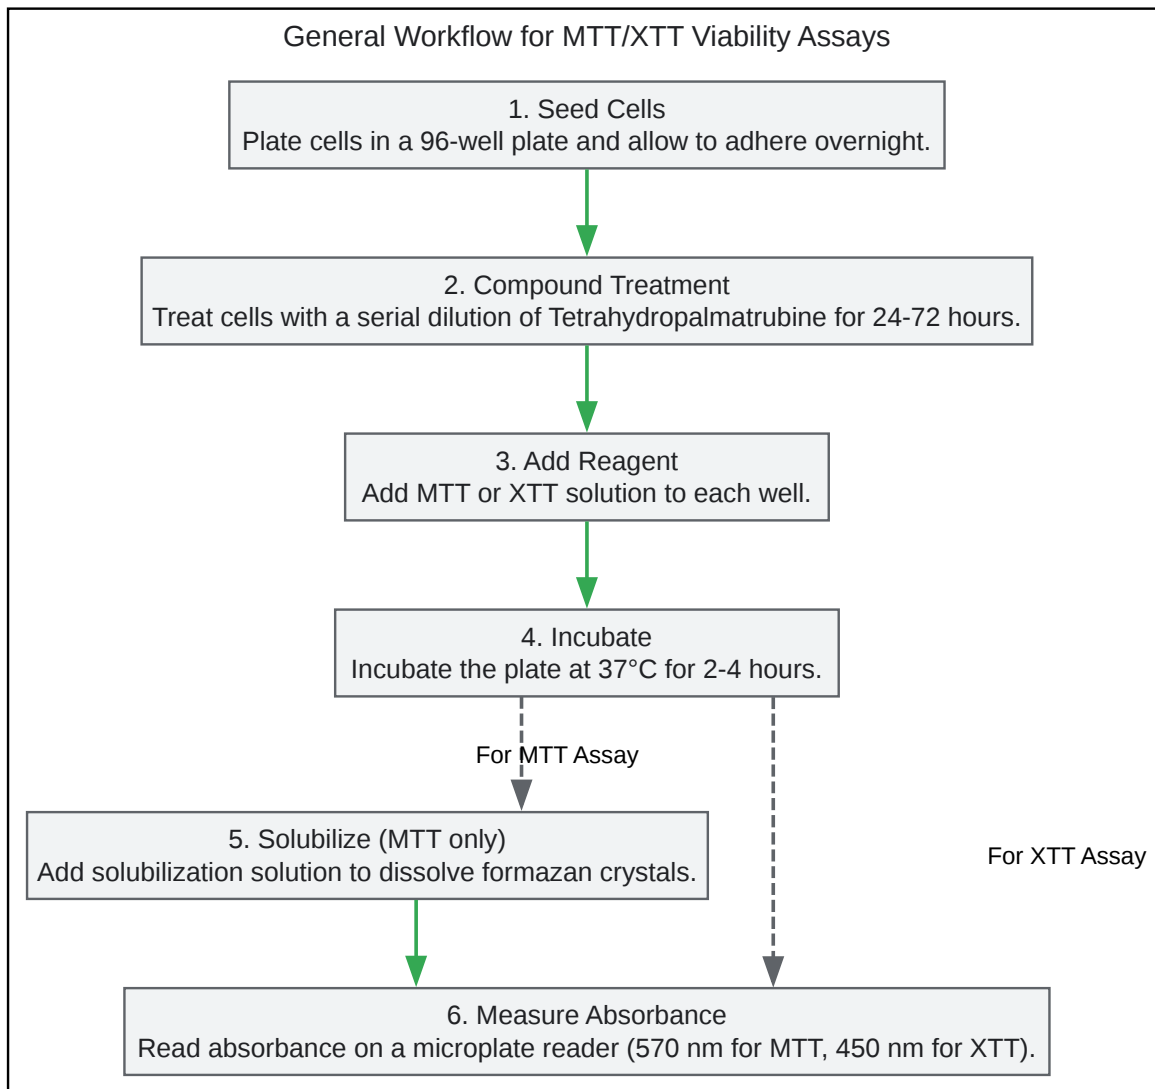 General Workflow for MTT/XTT Viability Assays
1. Seed Cells
Plate cells in a 96-well plate and allow to adhere overnight.
2. Compound Treatment
Treat cells with a serial dilution of Tetrahydropalmatrubine for 24-72 hours.
3. Add Reagent
Add MTT or XTT solution to each well.
4. Incubate
Incubate the plate at 37°C for 2-4 hours.
For MTT Assay
5. Solubilize (MTT only)
Add solubilization solution to dissolve formazan crystals.
For XTT Assay
6. Measure Absorbance
Read absorbance on a microplate reader (570 nm for MTT, 450 nm for XTT).